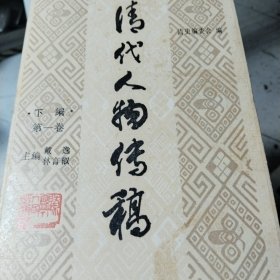 清代人物传稿
清史编委会 编
·下编·
第一卷
主编 戴逸
林言椒